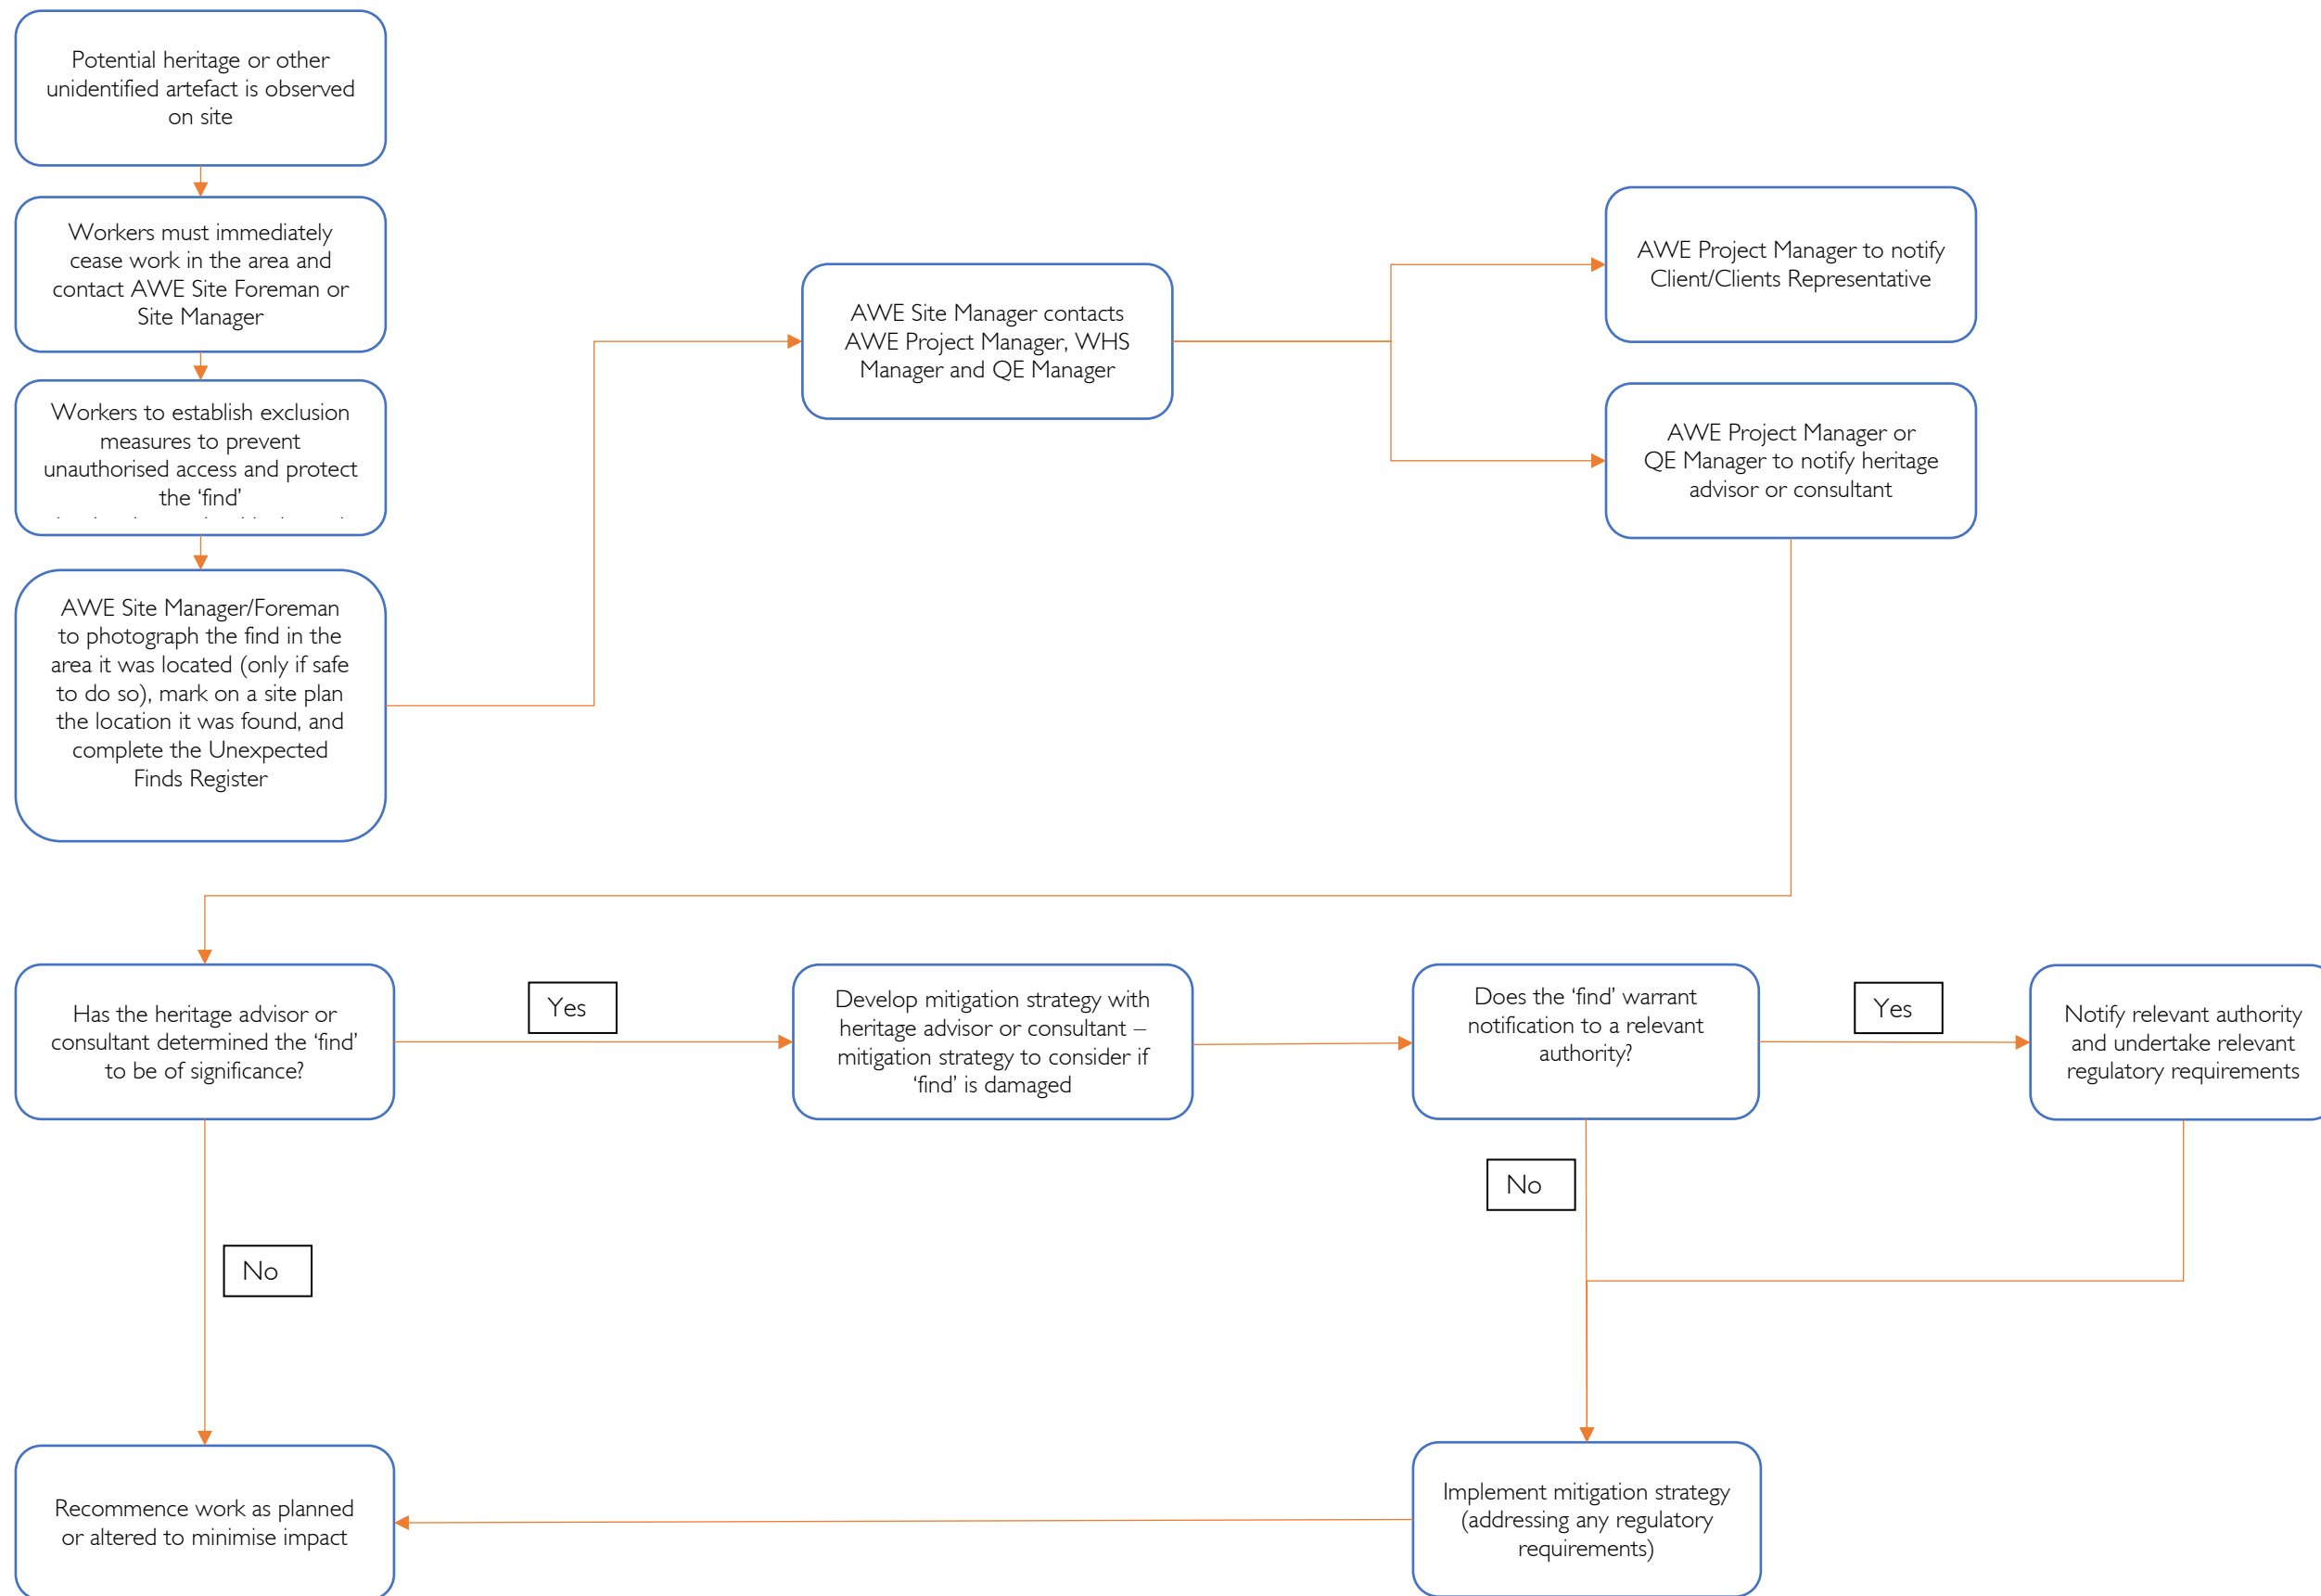 Potential heritage or other
unidentified artefact is observed
on site
Workers must immediately
cease work in the area and
contact AWE Site Foreman or
Site Manager
Workers to establish exclusion
measures to prevent
unauthorised access and protect
the ‘find’
AWE Site Manager/Foreman
to photograph the find in the
area it was located (only if safe
to do so), mark on a site plan
the location it was found, and
complete the Unexpected
Finds Register
AWE Site Manager contacts
AWE Project Manager, WHS
Manager and QE Manager
AWE Project Manager to notify
Client/Clients Representative
AWE Project Manager or
QE Manager to notify heritage
advisor or consultant
Has the heritage advisor or
consultant determined the ‘find’
to be of significance?
Yes
Develop mitigation strategy with
heritage advisor or consultant –
mitigation strategy to consider if
‘find’ is damaged
Does the ‘find’ warrant
notification to a relevant
authority?
Yes
Notify relevant authority
and undertake relevant
regulatory requirements
No
No
Recommence work as planned
or altered to minimise impact
Implement mitigation strategy
(addressing any regulatory
requirements)